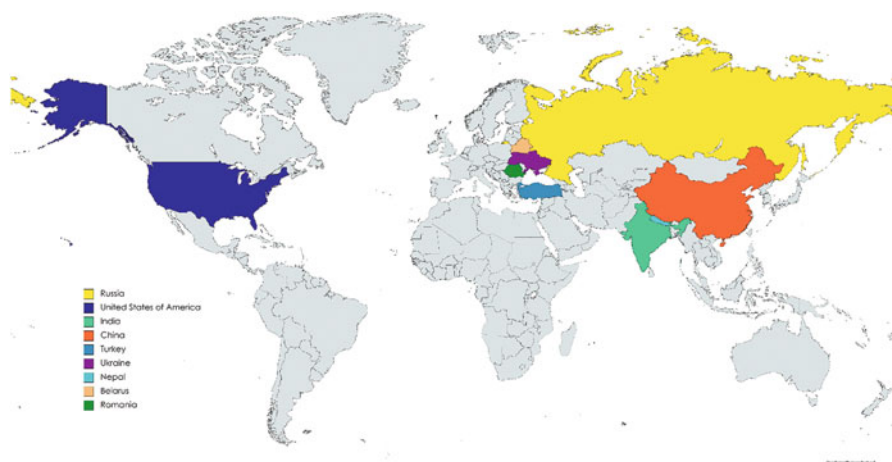 Russia
United States of America
India
China
Turkey
Ukraine
Nepal
Belarus
Romania